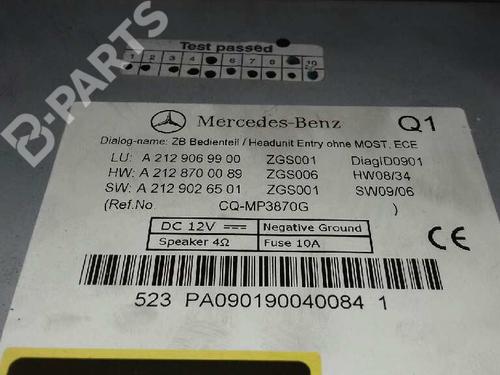 B-PARTS
Test passed
1 2 3 4 5 6 7 8 9 10
Mercedes-Benz Q1
Dialog-name: ZB Bedienteil / Headunit Entry ohne MOST, ECE
LU: A 212 906 99 00 ZGS001 DiagID0901
HW: A 212 870 00 89 ZGS006 HW08/34
SW: A 212 902 65 01 ZGS001 SW09/06
(Ref.No. CQ-MP3870G )
DC 12V Negative Ground
Speaker 4Ω Fuse 10A
CE
523 PA090190040084 1